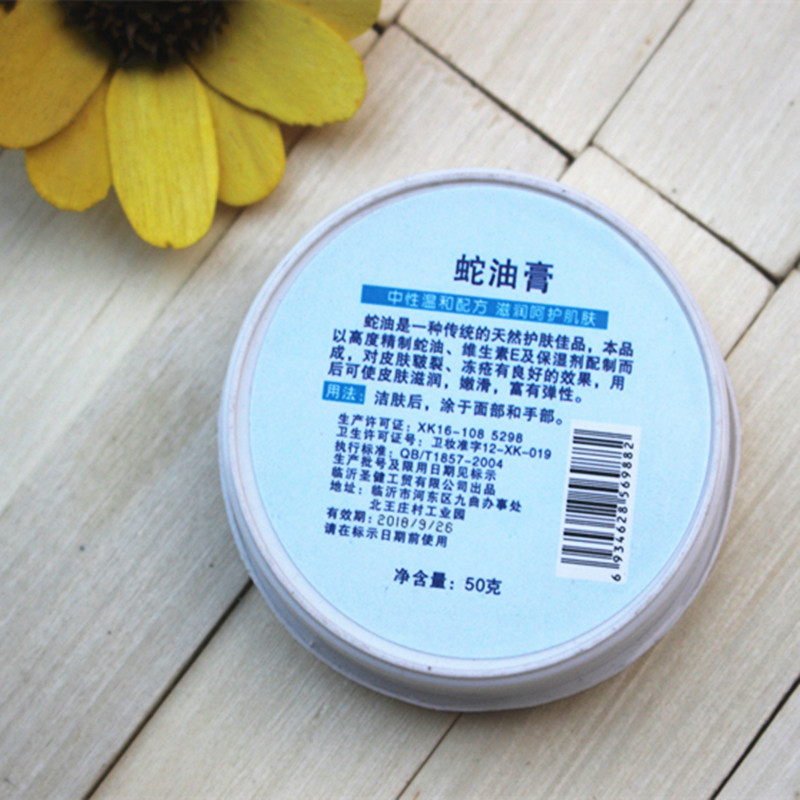 蛇油膏
中性温和配方 滋润呵护肌肤
蛇油是一种传统的天然护肤佳品，本品
以高度精制蛇油、维生素E及保湿剂配制而
成，对皮肤皲裂、冻疮有良好的效果，用
后可使皮肤滋润，嫩滑，富有弹性。
用法：洁肤后，涂于面部和手部。
生产许可证：XK16-108 5298
卫生许可证号：卫妆准字12-XK-019
执行标准：QB/T1857-2004
生产批号及限用日期见标示
临沂圣健工贸有限公司出品
地址：临沂市河东区九曲办事处
北王庄村工业园
有效期：2018/9/26
请在标示日期前使用
净含量：50克
6934628569882